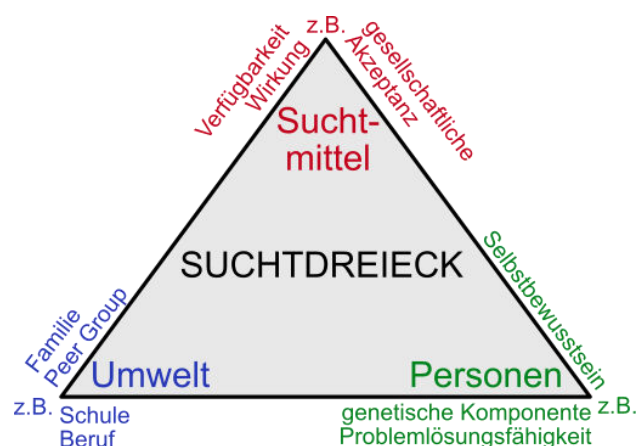 z.B.
Verfügbarkeit
Wirkung
gesellschaftliche
Akzeptanz
Sucht-
mittel
SUCHTDREIECK
Familie
Peer Group
Selbstbewusstsein
Umwelt
Personen
z.B.
Schule
Beruf
genetische Komponente
Problemlösungsfähigkeit
z.B.